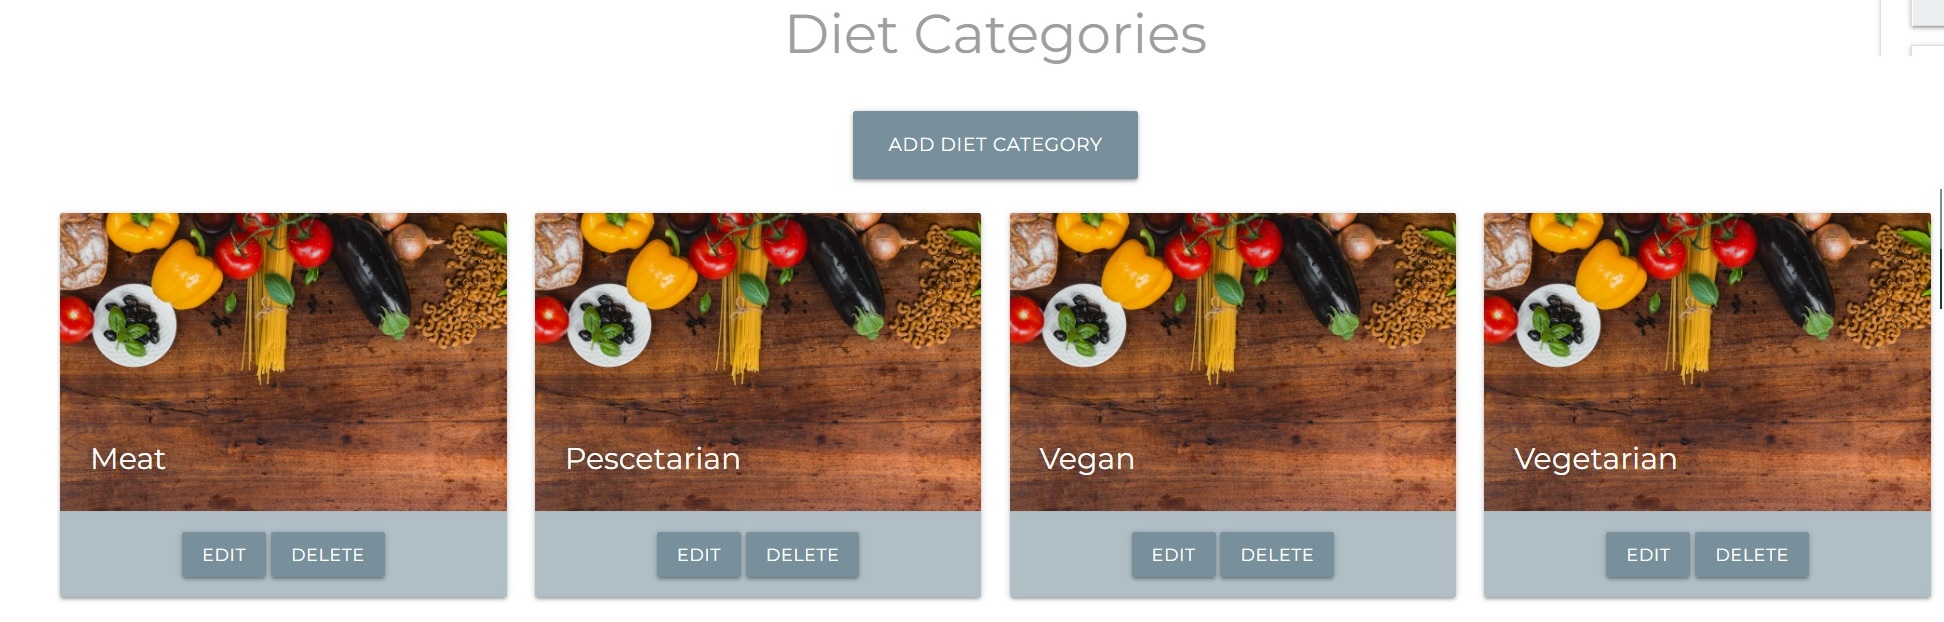 Diet Categories
ADD DIET CATEGORY
Meat
Pescetarian
Vegan
Vegetarian
EDIT DELETE
EDIT DELETE
EDIT DELETE
EDIT DELETE